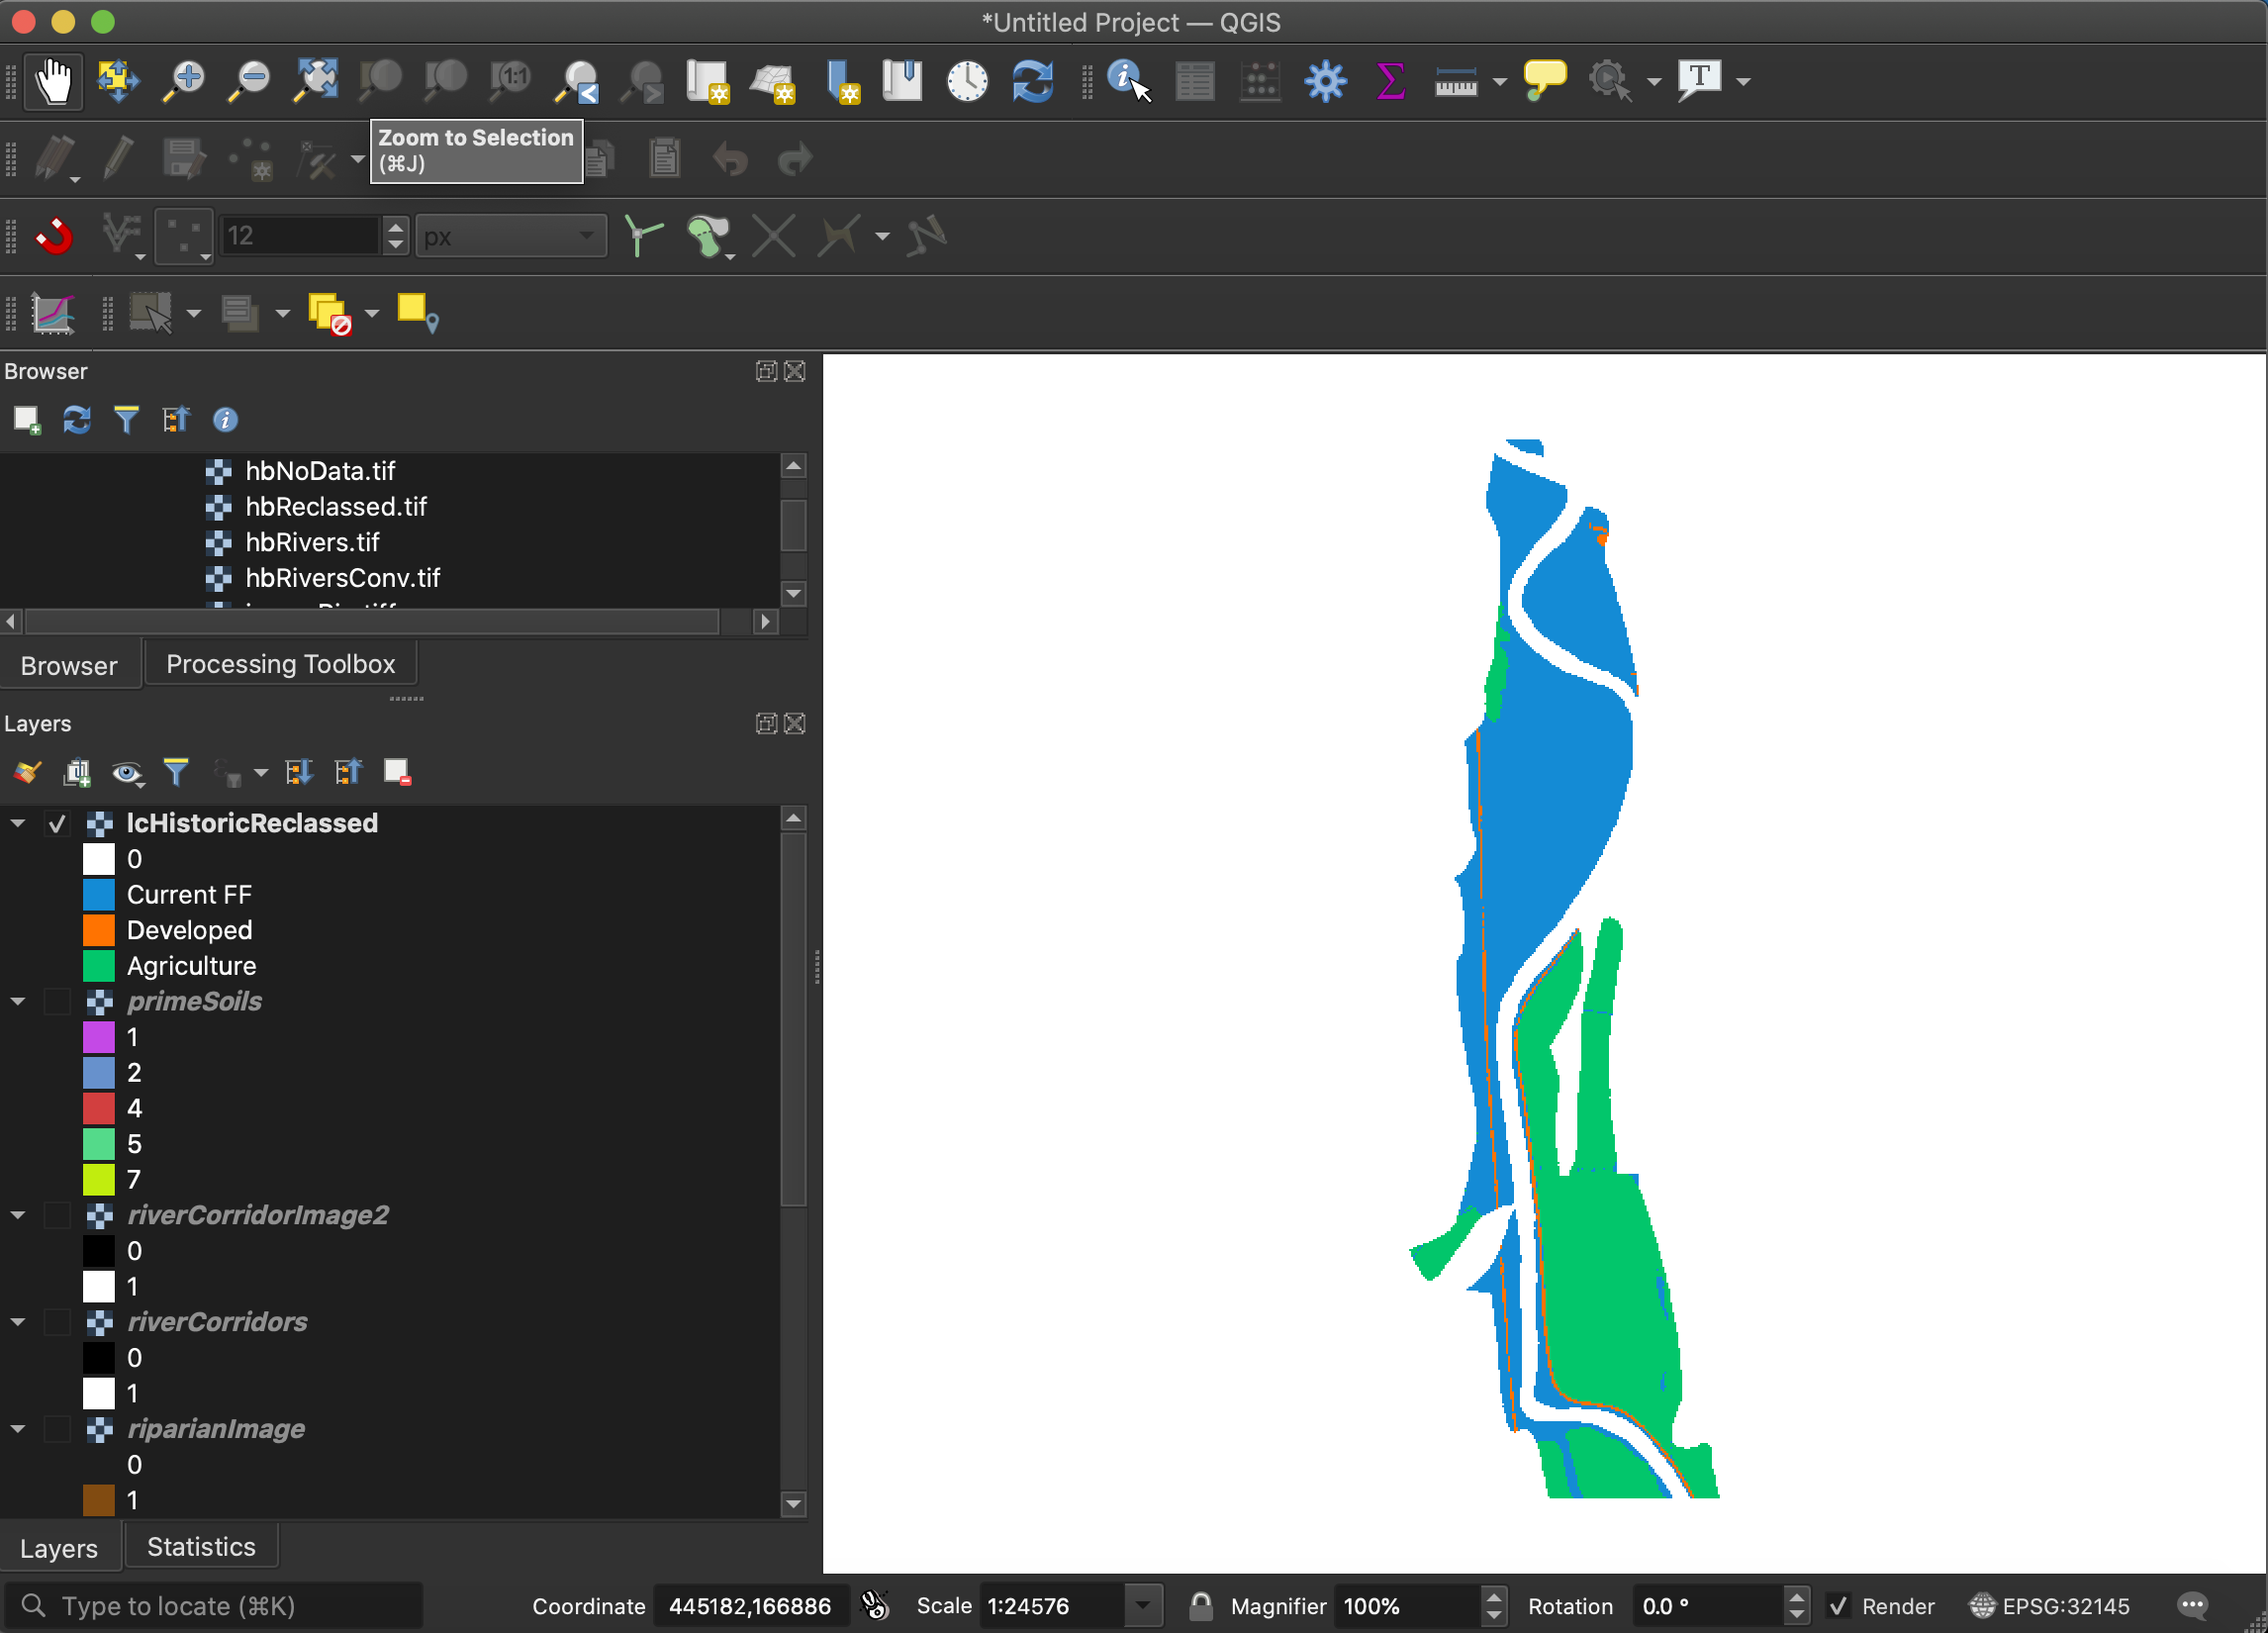 *Untitled Project — QGIS
1:1
T
Zoom to Selection
(⌘J)
12
px
Browser
hbNoData.tif
hbReclassed.tif
hbRivers.tif
hbRiversConv.tif
Browser
Processing Toolbox
Layers
lcHistoricReclassed
0
Current FF
Developed
Agriculture
primeSoils
1
2
4
5
7
riverCorridorImage2
0
1
riverCorridors
0
1
riparianImage
0
1
Layers
Statistics
Type to locate (⌘K)
Coordinate 445182,166886 Scale 1:24576 Magnifier 100% Rotation 0.0 ° Render EPSG:32145